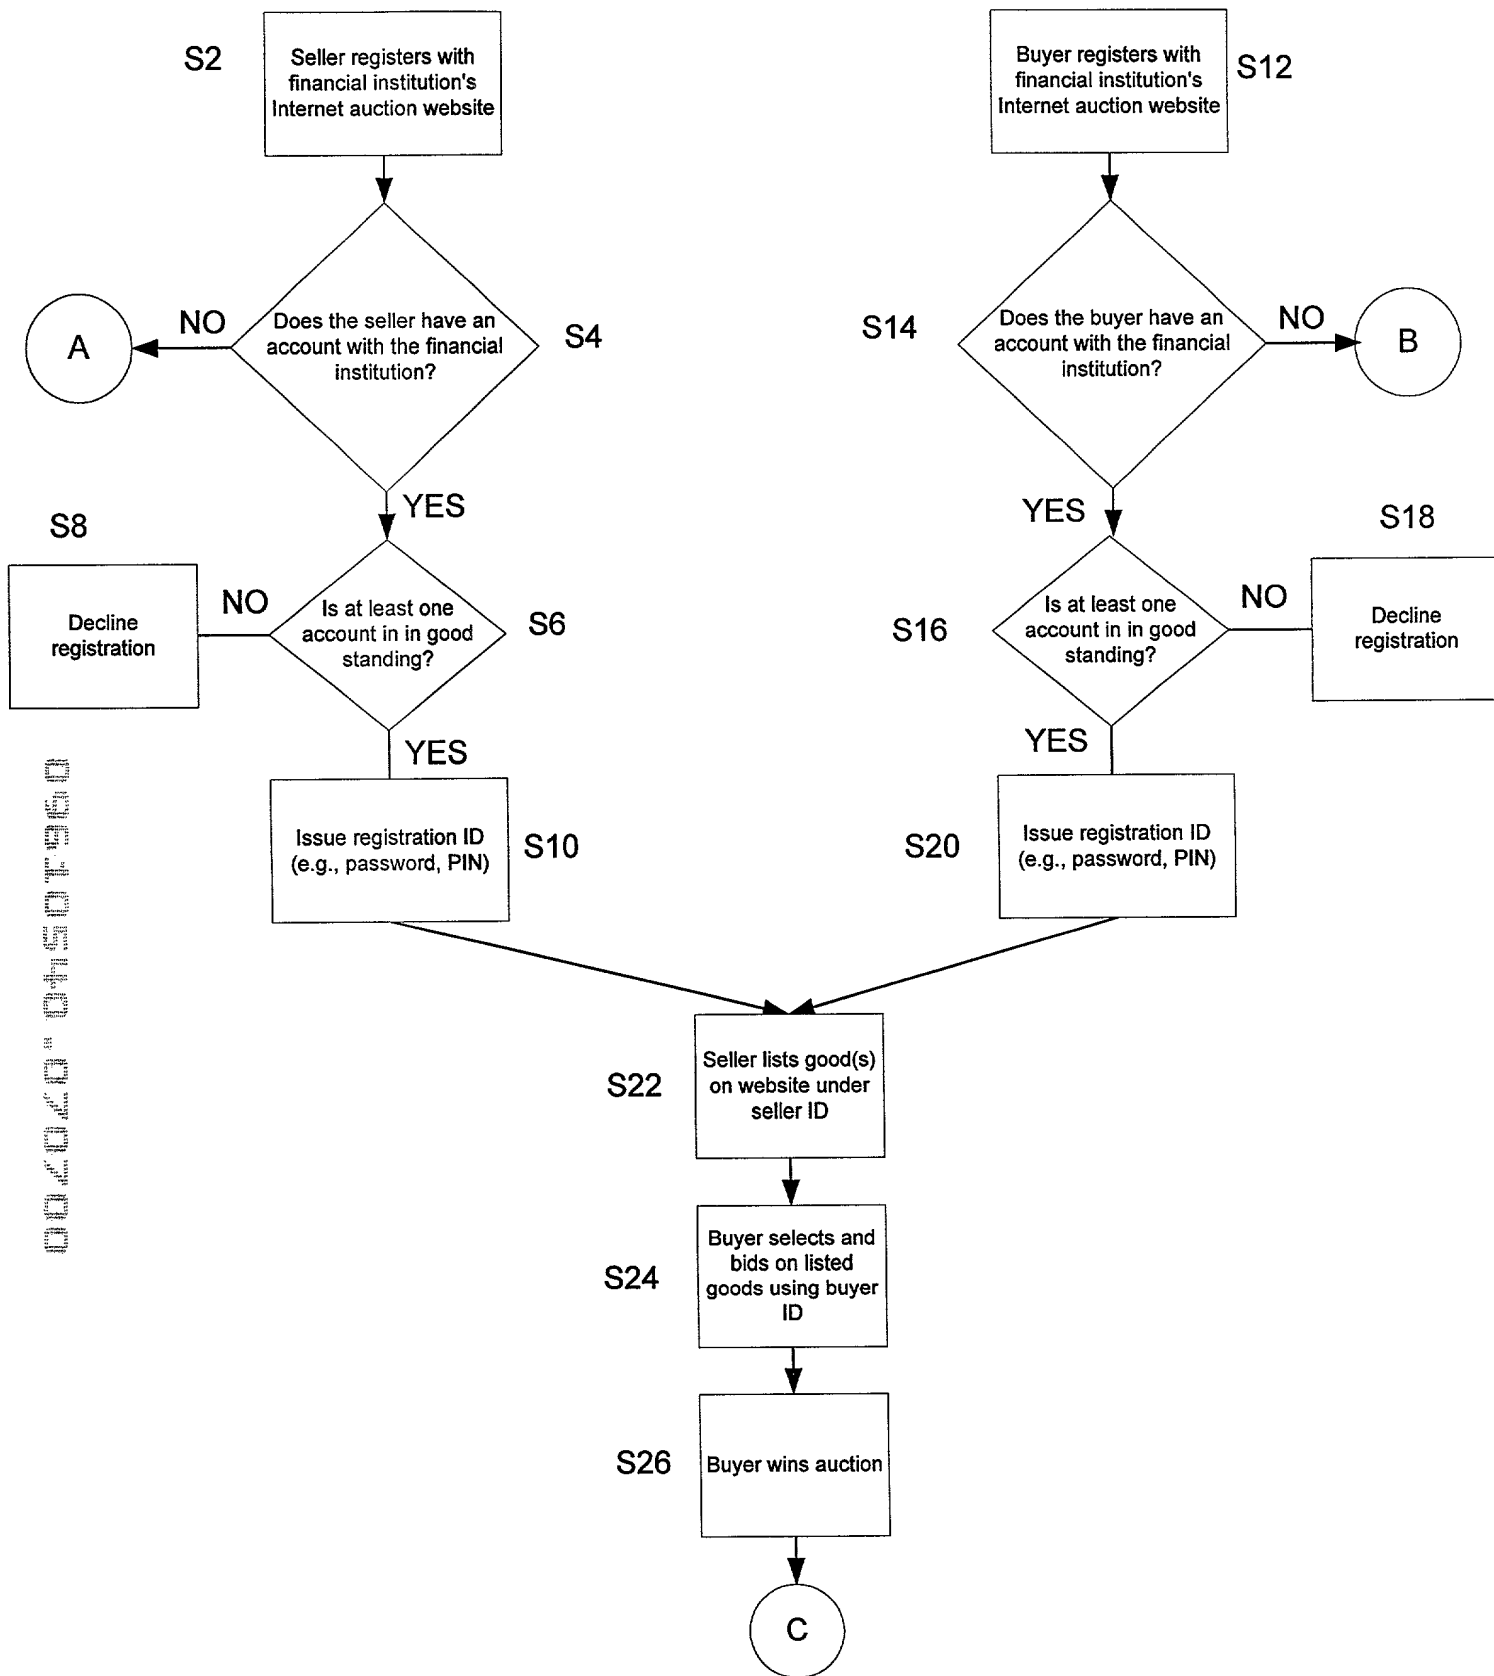 S2
Seller registers with
financial institution's
Internet auction website
Buyer registers with
financial institution's
Internet auction website
S12
A
NO
Does the seller have an
account with the financial
institution?
S4
S14
Does the buyer have an
account with the financial
institution?
NO
B
YES
YES
S8
Decline
registration
NO
Is at least one
account in in good
standing?
S6
S16
Is at least one
account in in good
standing?
NO
S18
Decline
registration
YES
YES
Issue registration ID
(e.g., password, PIN)
S10
S20
Issue registration ID
(e.g., password, PIN)
S22
Seller lists good(s)
on website under
seller ID
S24
Buyer selects and
bids on listed
goods using buyer
ID
S26
Buyer wins auction
C